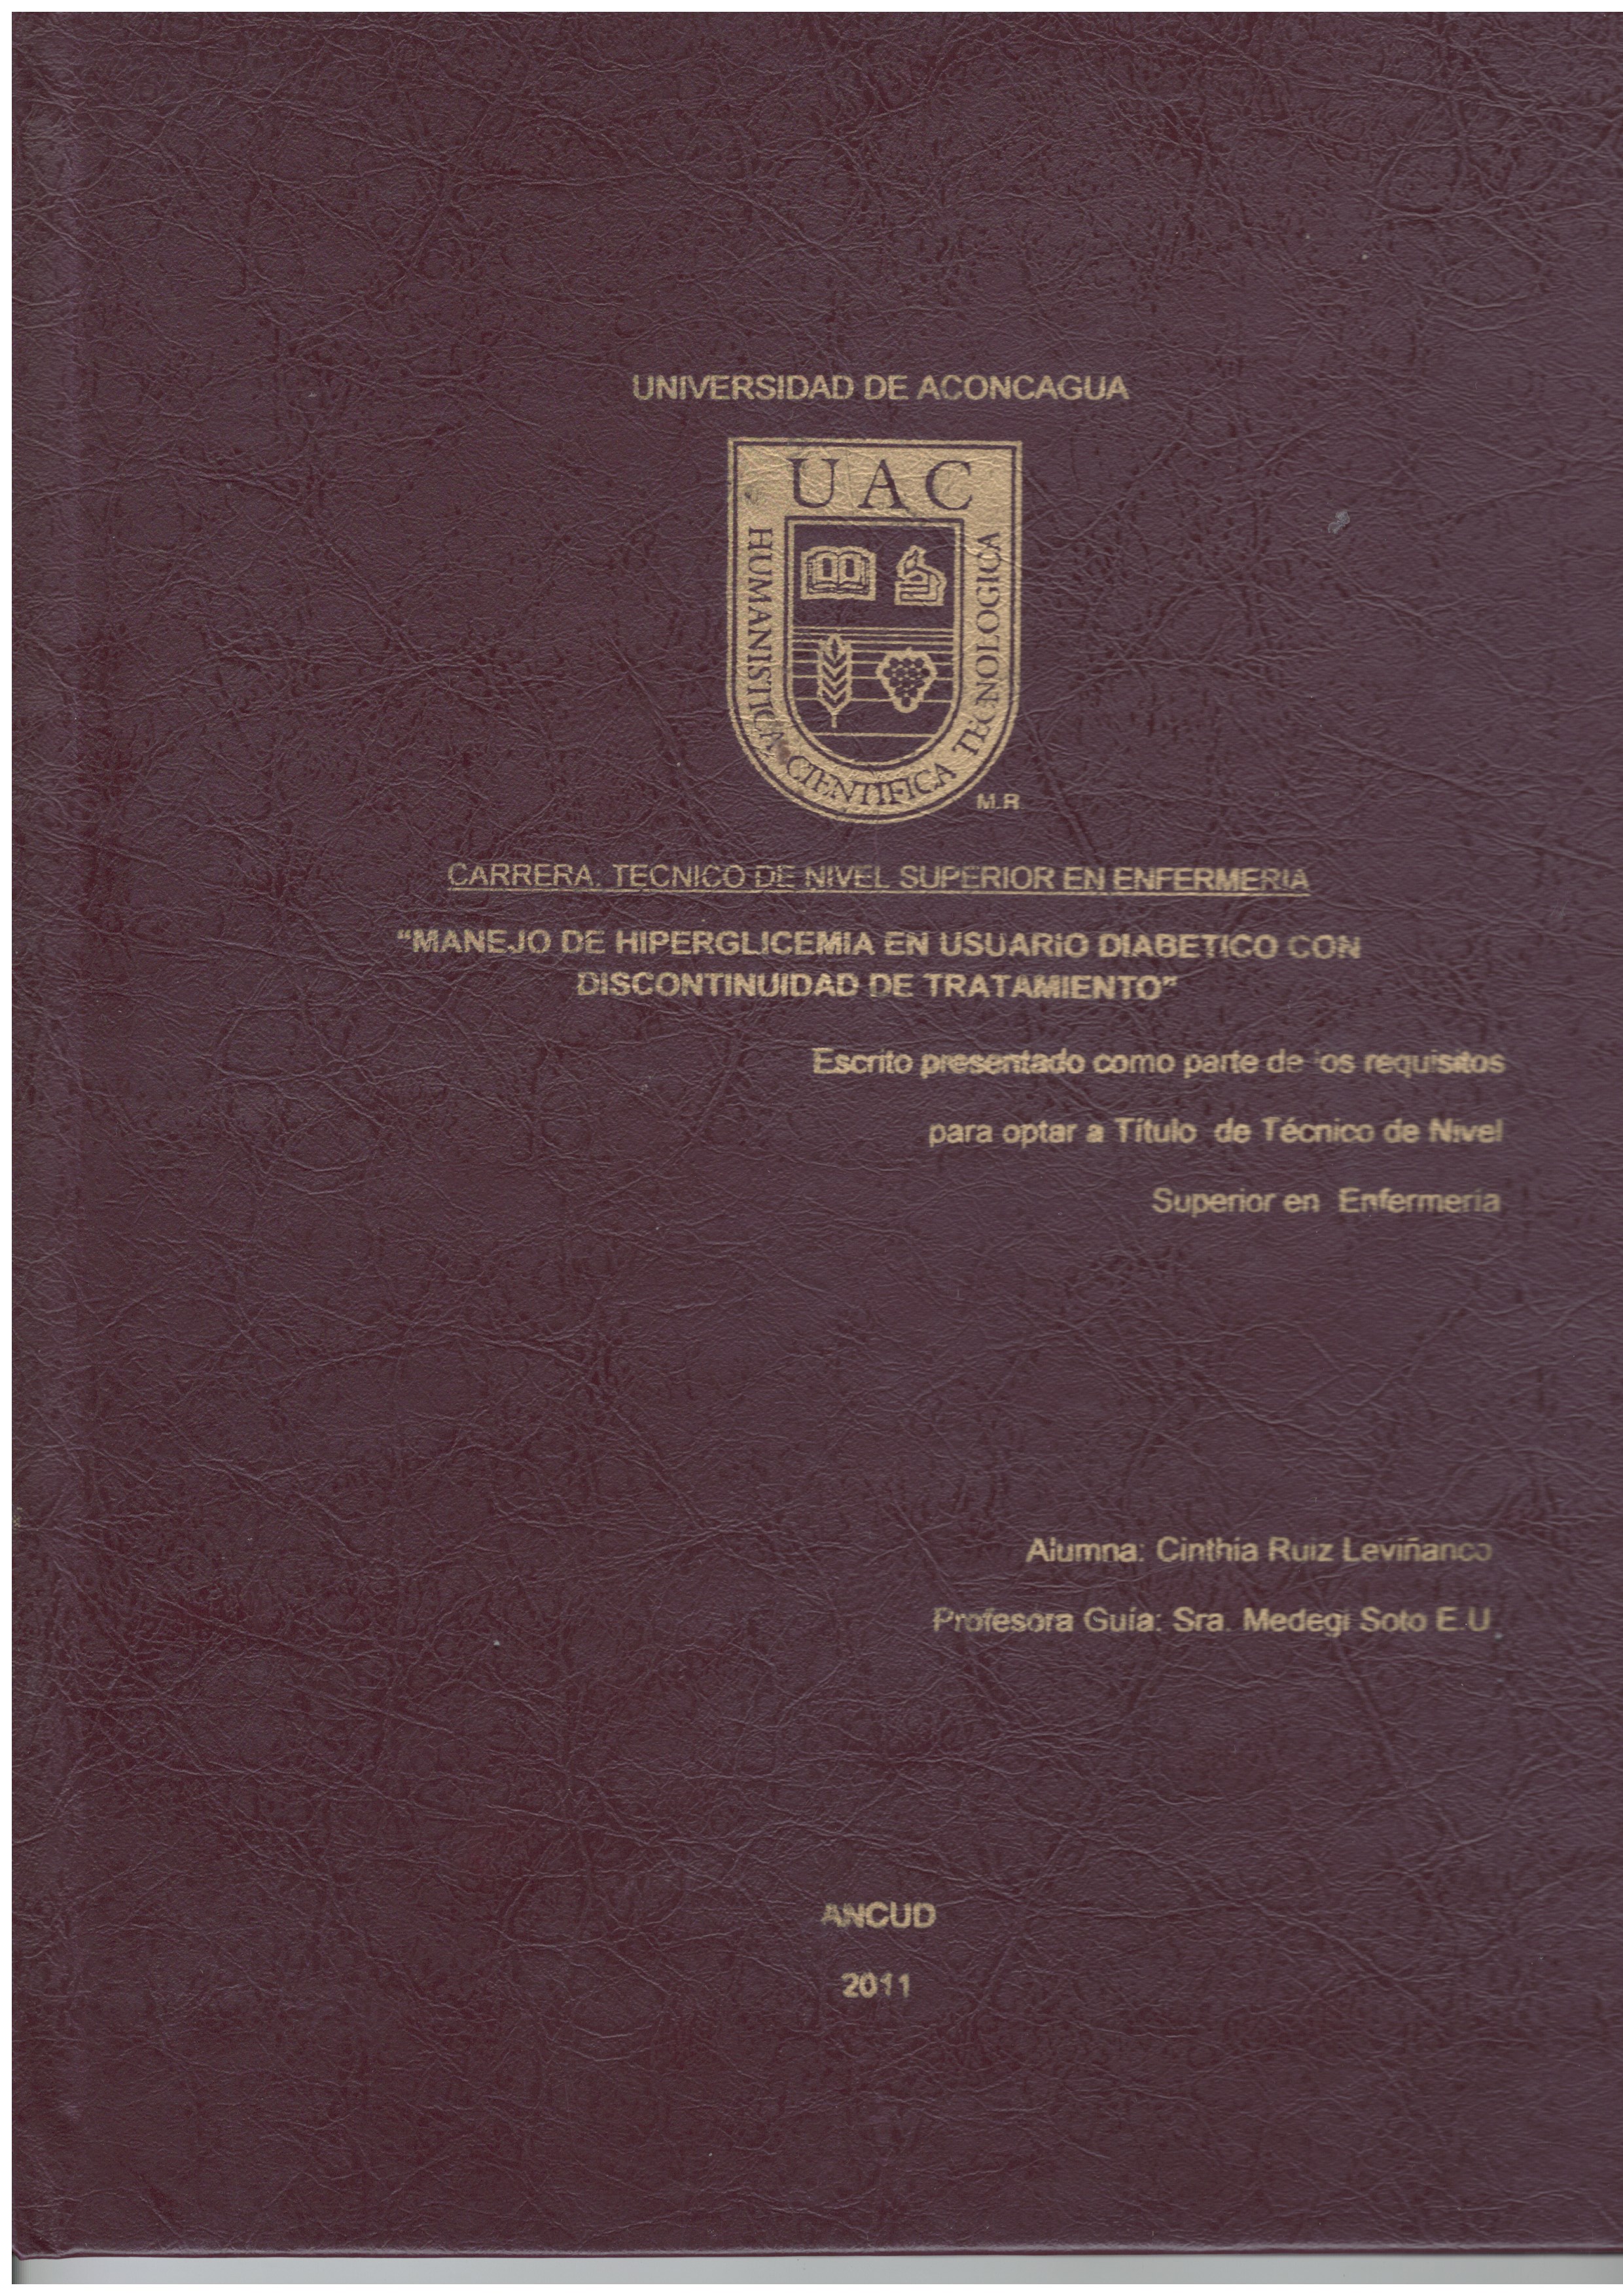 UNIVERSIDAD DE ACONCAGUA
UAC
HUMANISTICA CIENTIFICA TECNOLOGICA
M.R.
CARRERA. TECNICO DE NIVEL SUPERIOR EN ENFERMERIA
“MANEJO DE HIPERGLICEMIA EN USUARIO DIABETICO CON
DISCONTINUIDAD DE TRATAMIENTO”
Escrito presentado como parte de los requisitos
para optar a Título de Técnico de Nivel
Superior en Enfermería
Alumna: Cinthia Ruiz Leviñanco
Profesora Guía: Sra. Medegi Soto E.U.
ANCUD
2011